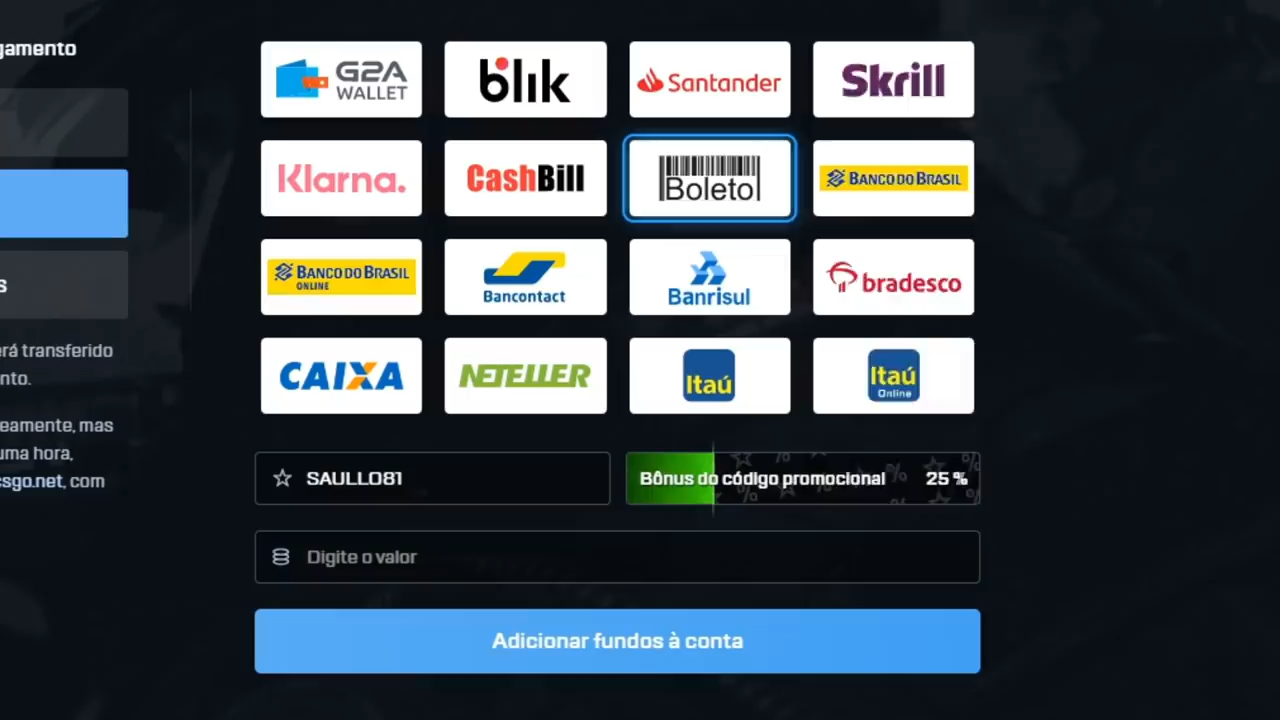 gamento
G2A
WALLET
blik
Santander
Skrill
Klarna.
CashBill
Boleto
BANCO DO BRASIL
BANCO DO BRASIL
ONLINE
Bancontact
Banrisul
bradesco
s
erá transferido
nto.
CAIXA
NETELLER
Itaú
Itaú
Online
eamente, mas
uma hora,
csgo.net, com
SAULLO81
Bônus do código promocional
25 %
Digite o valor
Adicionar fundos à conta